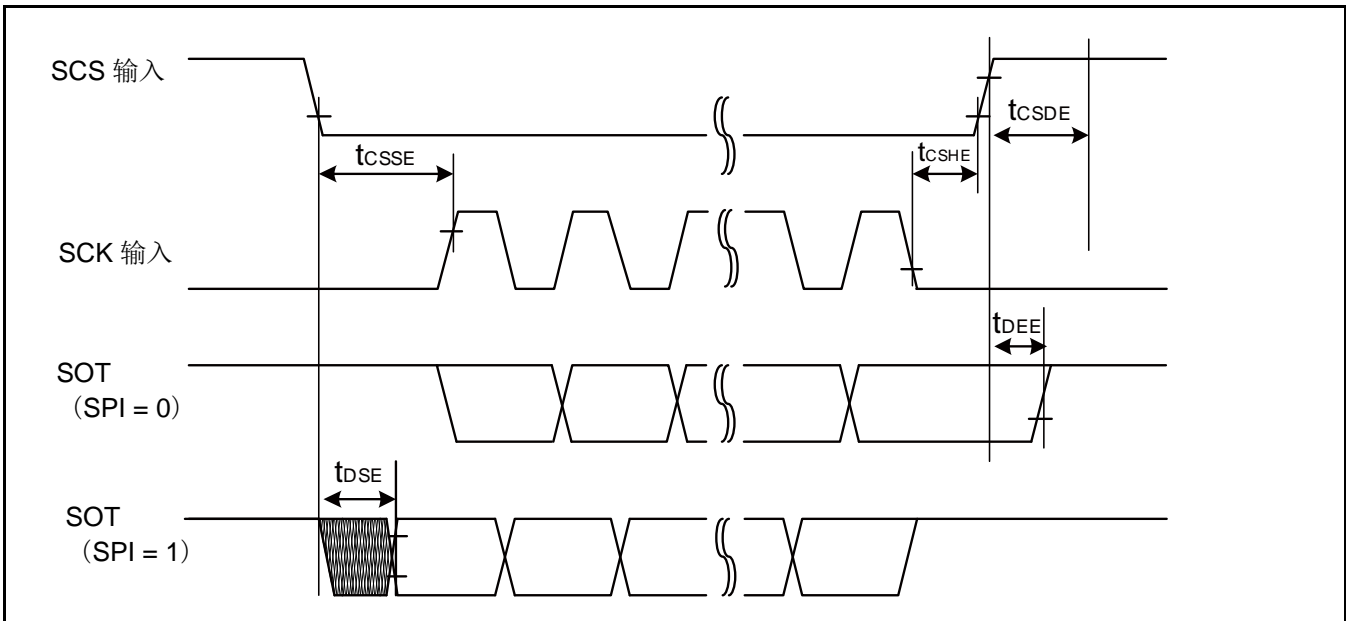 SCS 输入
tCSDE
tCSSE
tCSHE
SCK 输入
tDEE
SOT
（SPI = 0）
tDSE
SOT
（SPI = 1）